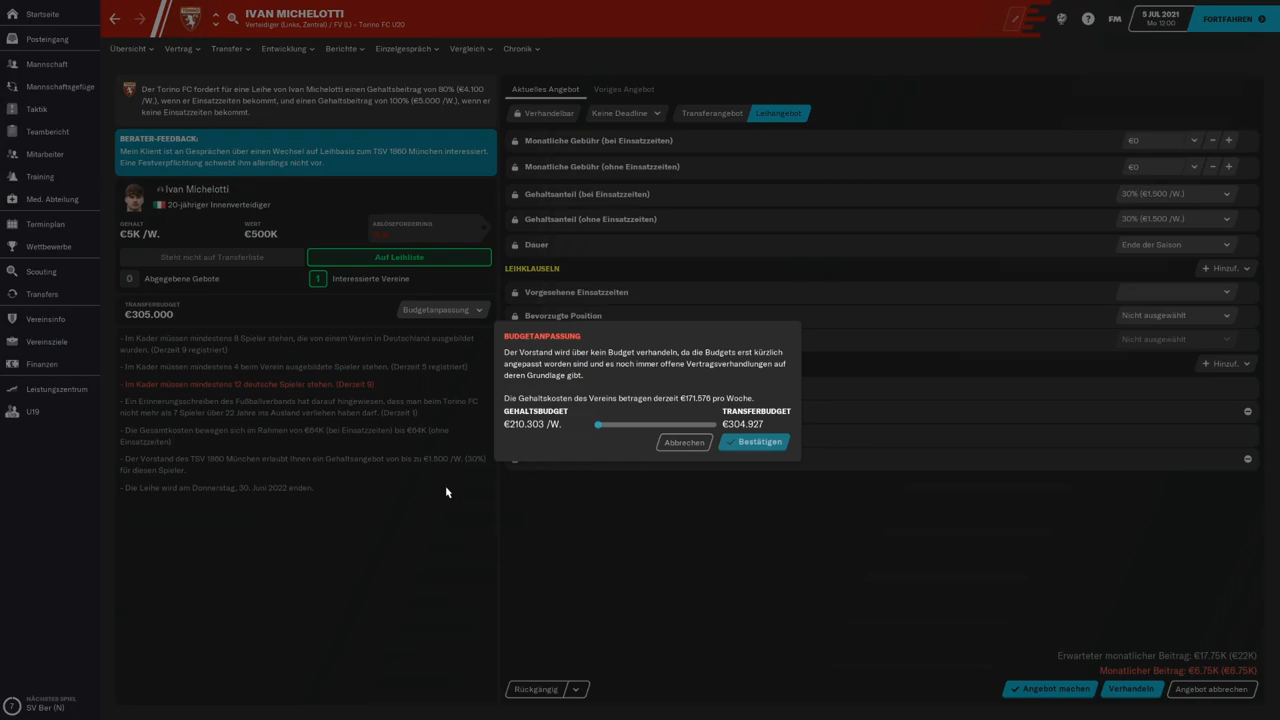 Startseite
Posteingang
Mannschaft
Mannschaftsgefüge
Taktik
Teambericht
Mitarbeiter
Training
Med. Abteilung
Terminplan
Wettbewerbe
Scouting
Transfers
Vereinsinfo
Vereinsziele
Finanzen
Leistungszentrum
U19
7
NÄCHSTES SPIEL
SV Ber (N)
IVAN MICHELOTTI
Verteidiger (Links, Zentral) / FV (L) – Torino FC U20
FM
5 JUL 2021
Mo 12:00
FORTFAHREN
Übersicht
Vertrag
Transfer
Entwicklung
Berichte
Einzelgespräch
Vergleich
Chronik
Der Torino FC fordert für eine Leihe von Ivan Michelotti einen Gehaltsbeitrag von 80% (€4.100
/W.), wenn er Einsatzzeiten bekommt, und einen Gehaltsbeitrag von 100% (€5.000 /W.), wenn er
keine Einsatzzeiten bekommt.
BERATER-FEEDBACK:
Mein Klient ist an Gesprächen über einen Wechsel auf Leihbasis zum TSV 1860 München interessiert.
Eine Festverpflichtung schwebt ihm allerdings nicht vor.
Ivan Michelotti
20-jähriger Innenverteidiger
GEHALT
€5K /W.
WERT
€500K
ABLÖSEFORDERUNG
Steht nicht auf Transferliste
Auf Leihliste
0 Abgegebene Gebote
1 Interessierte Vereine
TRANSFERBUDGET
€305.000
Budgetanpassung
- Im Kader müssen mindestens 8 Spieler stehen, die von einem Verein in Deutschland ausgebildet
wurden. (Derzeit 9 registriert)
- Im Kader müssen mindestens 4 beim Verein ausgebildete Spieler stehen. (Derzeit 5 registriert)
- Im Kader müssen mindestens 12 deutsche Spieler stehen. (Derzeit 9)
- Ein Erinnerungsschreiben des Fußballverbands hat darauf hingewiesen, dass man beim Torino FC
nicht mehr als 7 Spieler über 22 Jahre ins Ausland verliehen haben darf. (Derzeit 1)
- Die Gesamtkosten bewegen sich im Rahmen von €64K (bei Einsatzzeiten) bis €64K (ohne
Einsatzzeiten)
- Der Vorstand des TSV 1860 München erlaubt Ihnen ein Gehaltsangebot von bis zu €1.500 /W. (30%)
für diesen Spieler.
- Die Leihe wird am Donnerstag, 30. Juni 2022 enden.
Aktuelles Angebot
Voriges Angebot
Verhandelbar
Keine Deadline
Transferangebot
Leihangebot
Monatliche Gebühr (bei Einsatzzeiten)
€0
Monatliche Gebühr (ohne Einsatzzeiten)
€0
Gehaltsanteil (bei Einsatzzeiten)
30% (€1.500 /W.)
Gehaltsanteil (ohne Einsatzzeiten)
30% (€1.500 /W.)
Dauer
Ende der Saison
LEIHKLAUSELN
+ Hinzuf.
Vorgesehene Einsatzzeiten
Bevorzugte Position
Nicht ausgewählt
Nicht ausgewählt
+ Hinzuf.
BUDGETANPASSUNG
Der Vorstand wird über kein Budget verhandeln, da die Budgets erst kürzlich
angepasst worden sind und es noch immer offene Vertragsverhandlungen auf
deren Grundlage gibt.
Die Gehaltskosten des Vereins betragen derzeit €171.576 pro Woche.
GEHALTSBUDGET
€210.303 /W.
TRANSFERBUDGET
€304.927
Abbrechen
Bestätigen
Erwarteter monatlicher Beitrag: €17.75K (€22K)
Monatlicher Beitrag: €6.75K (€6.75K)
Rückgängig
Angebot machen
Verhandeln
Angebot abbrechen